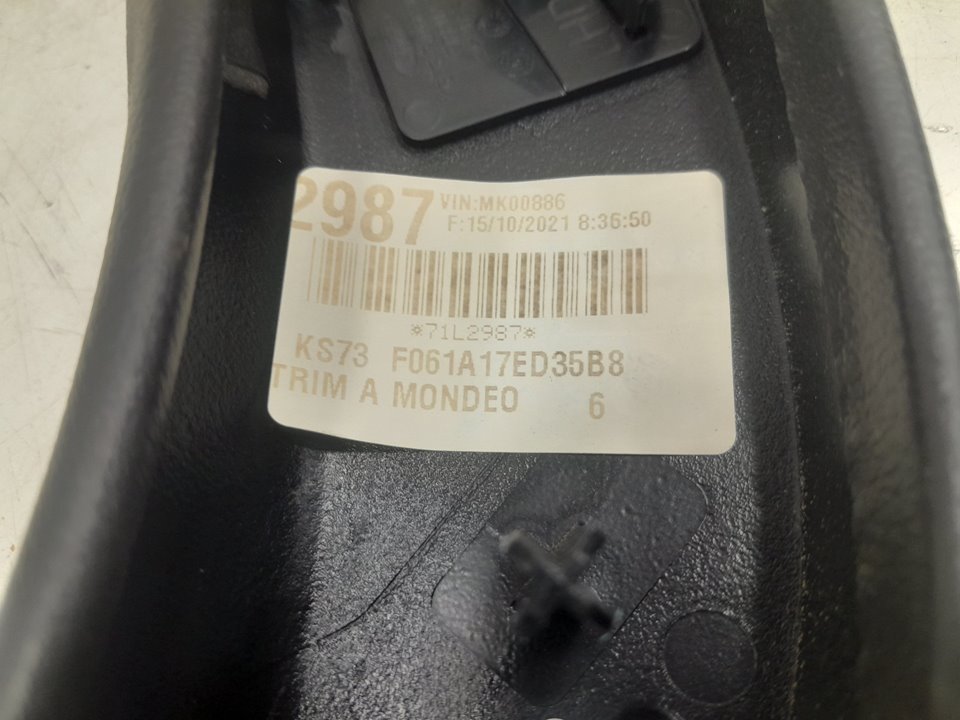 2987
VIN:MK00886
F:15/10/2021 8:36:50
*71L2987*
KS73 F061A17ED35B8
TRIM A MONDEO 6